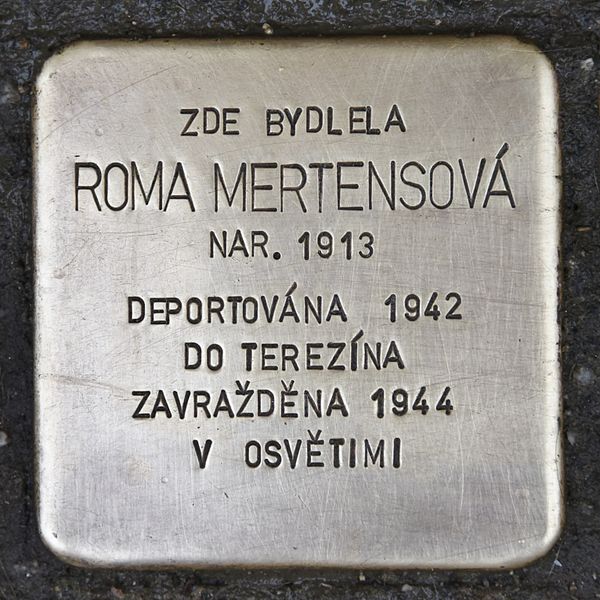 ZDE BYDLELA
ROMA MERTENSOVÁ
NAR. 1913
DEPORTOVÁNA 1942
DO TEREZÍNA
ZAVRAŽDĚNA 1944
V OSVĚTIMI